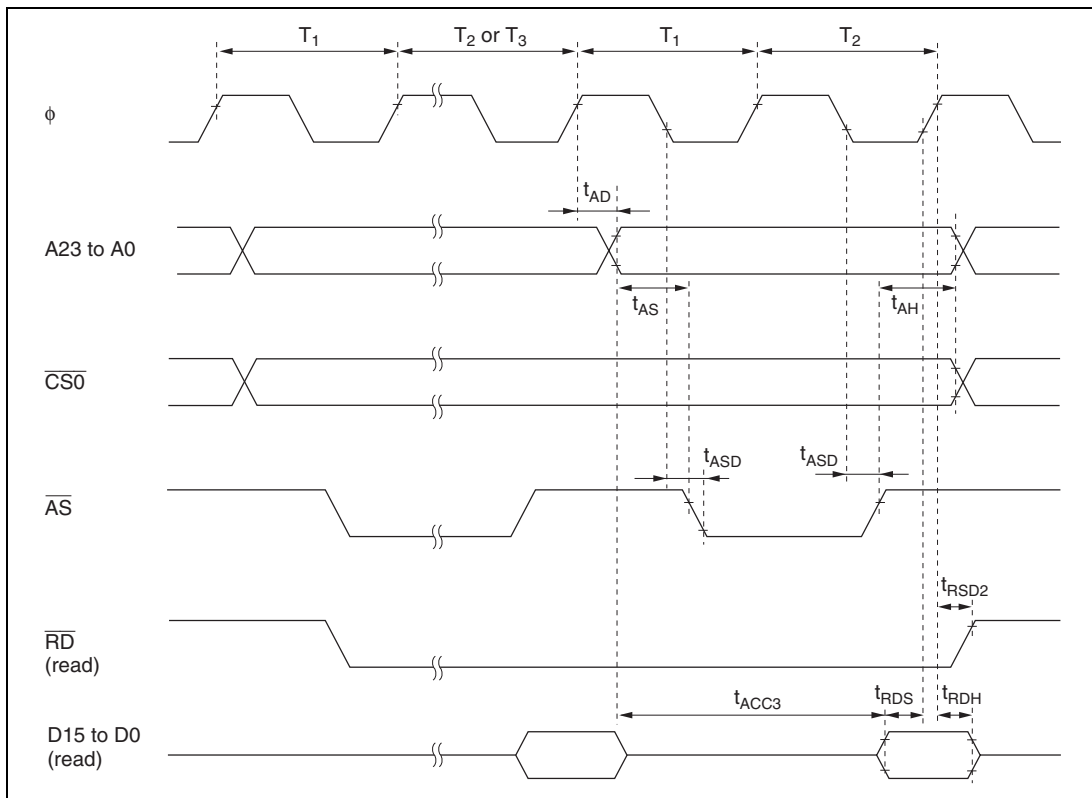 T1 T2 or T3 T1 T2
ϕ
tAD
A23 to A0
tAS tAH
CS0
tASD tASD
AS
tRSD2
RD
(read)
tACC3 tRDS tRDH
D15 to D0
(read)